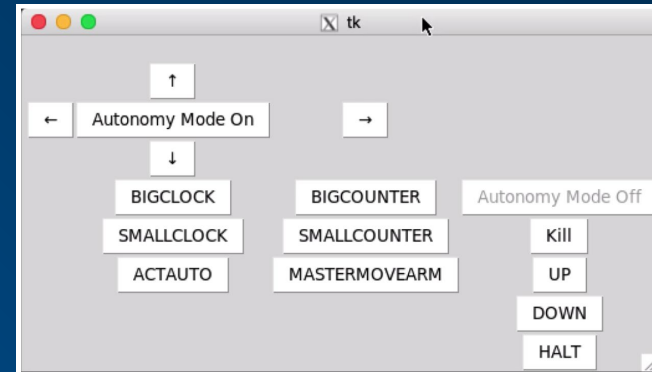 tk
↑
← Autonomy Mode On →
↓
BIGCLOCK BIGCOUNTER Autonomy Mode Off
SMALLCLOCK SMALLCOUNTER Kill
ACTAUTO MASTERMOVEARM UP
DOWN
HALT